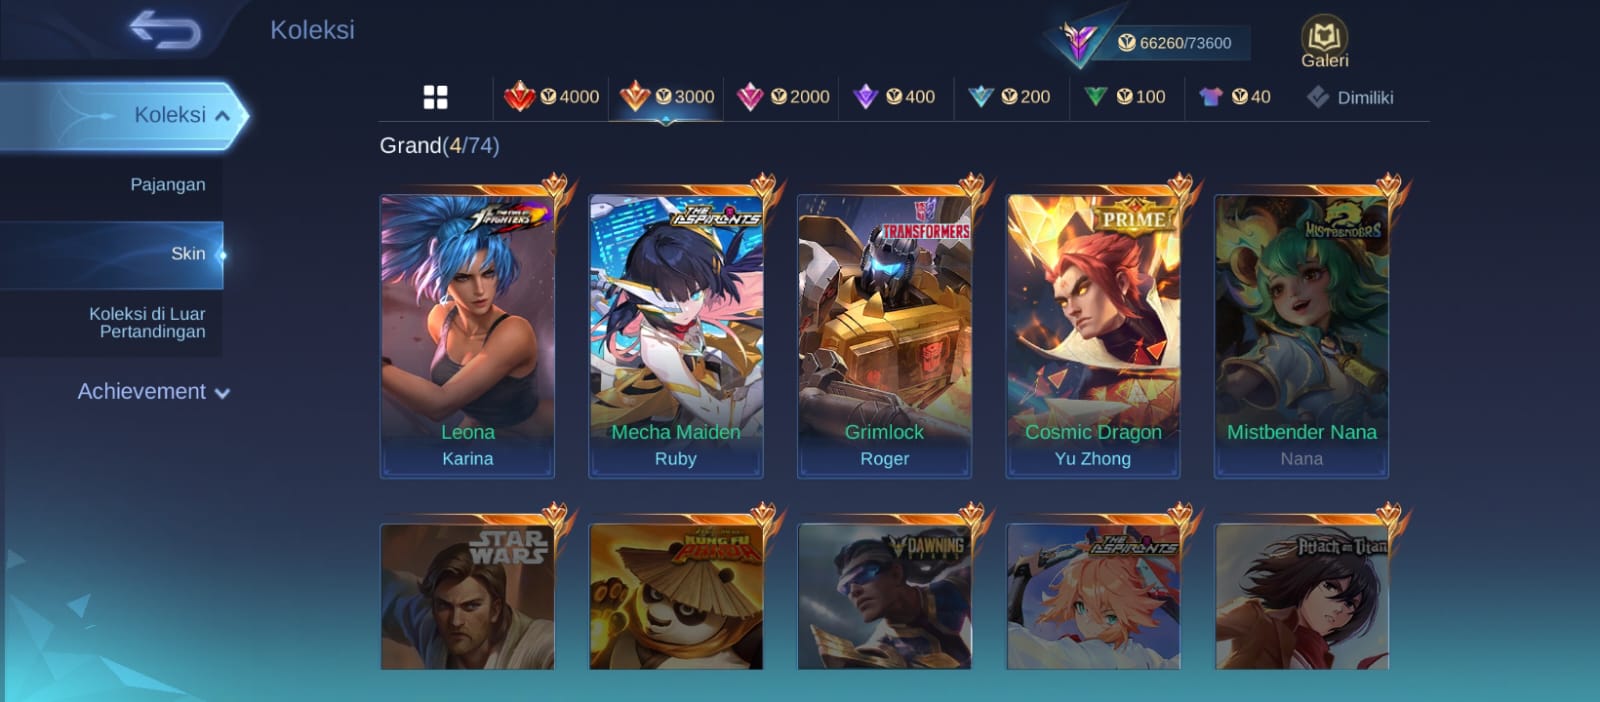 Koleksi
66260/73600
Galeri
Koleksi
Pajangan
Skin
Koleksi di Luar
Pertandingan
Achievement
4000
3000
2000
400
200
100
40
Dimiliki
Grand(4/74)
THE KING OF FIGHTERS
THE ASPIRANTS
TRANSFORMERS
PRIME
MISTBENDERS
Leona
Karina
Mecha Maiden
Ruby
Grimlock
Roger
Cosmic Dragon
Yu Zhong
Mistbender Nana
Nana
STAR
WARS
KUNG FU
PANDA
DAWNING
STARS
THE ASPIRANTS
Attack on Titan